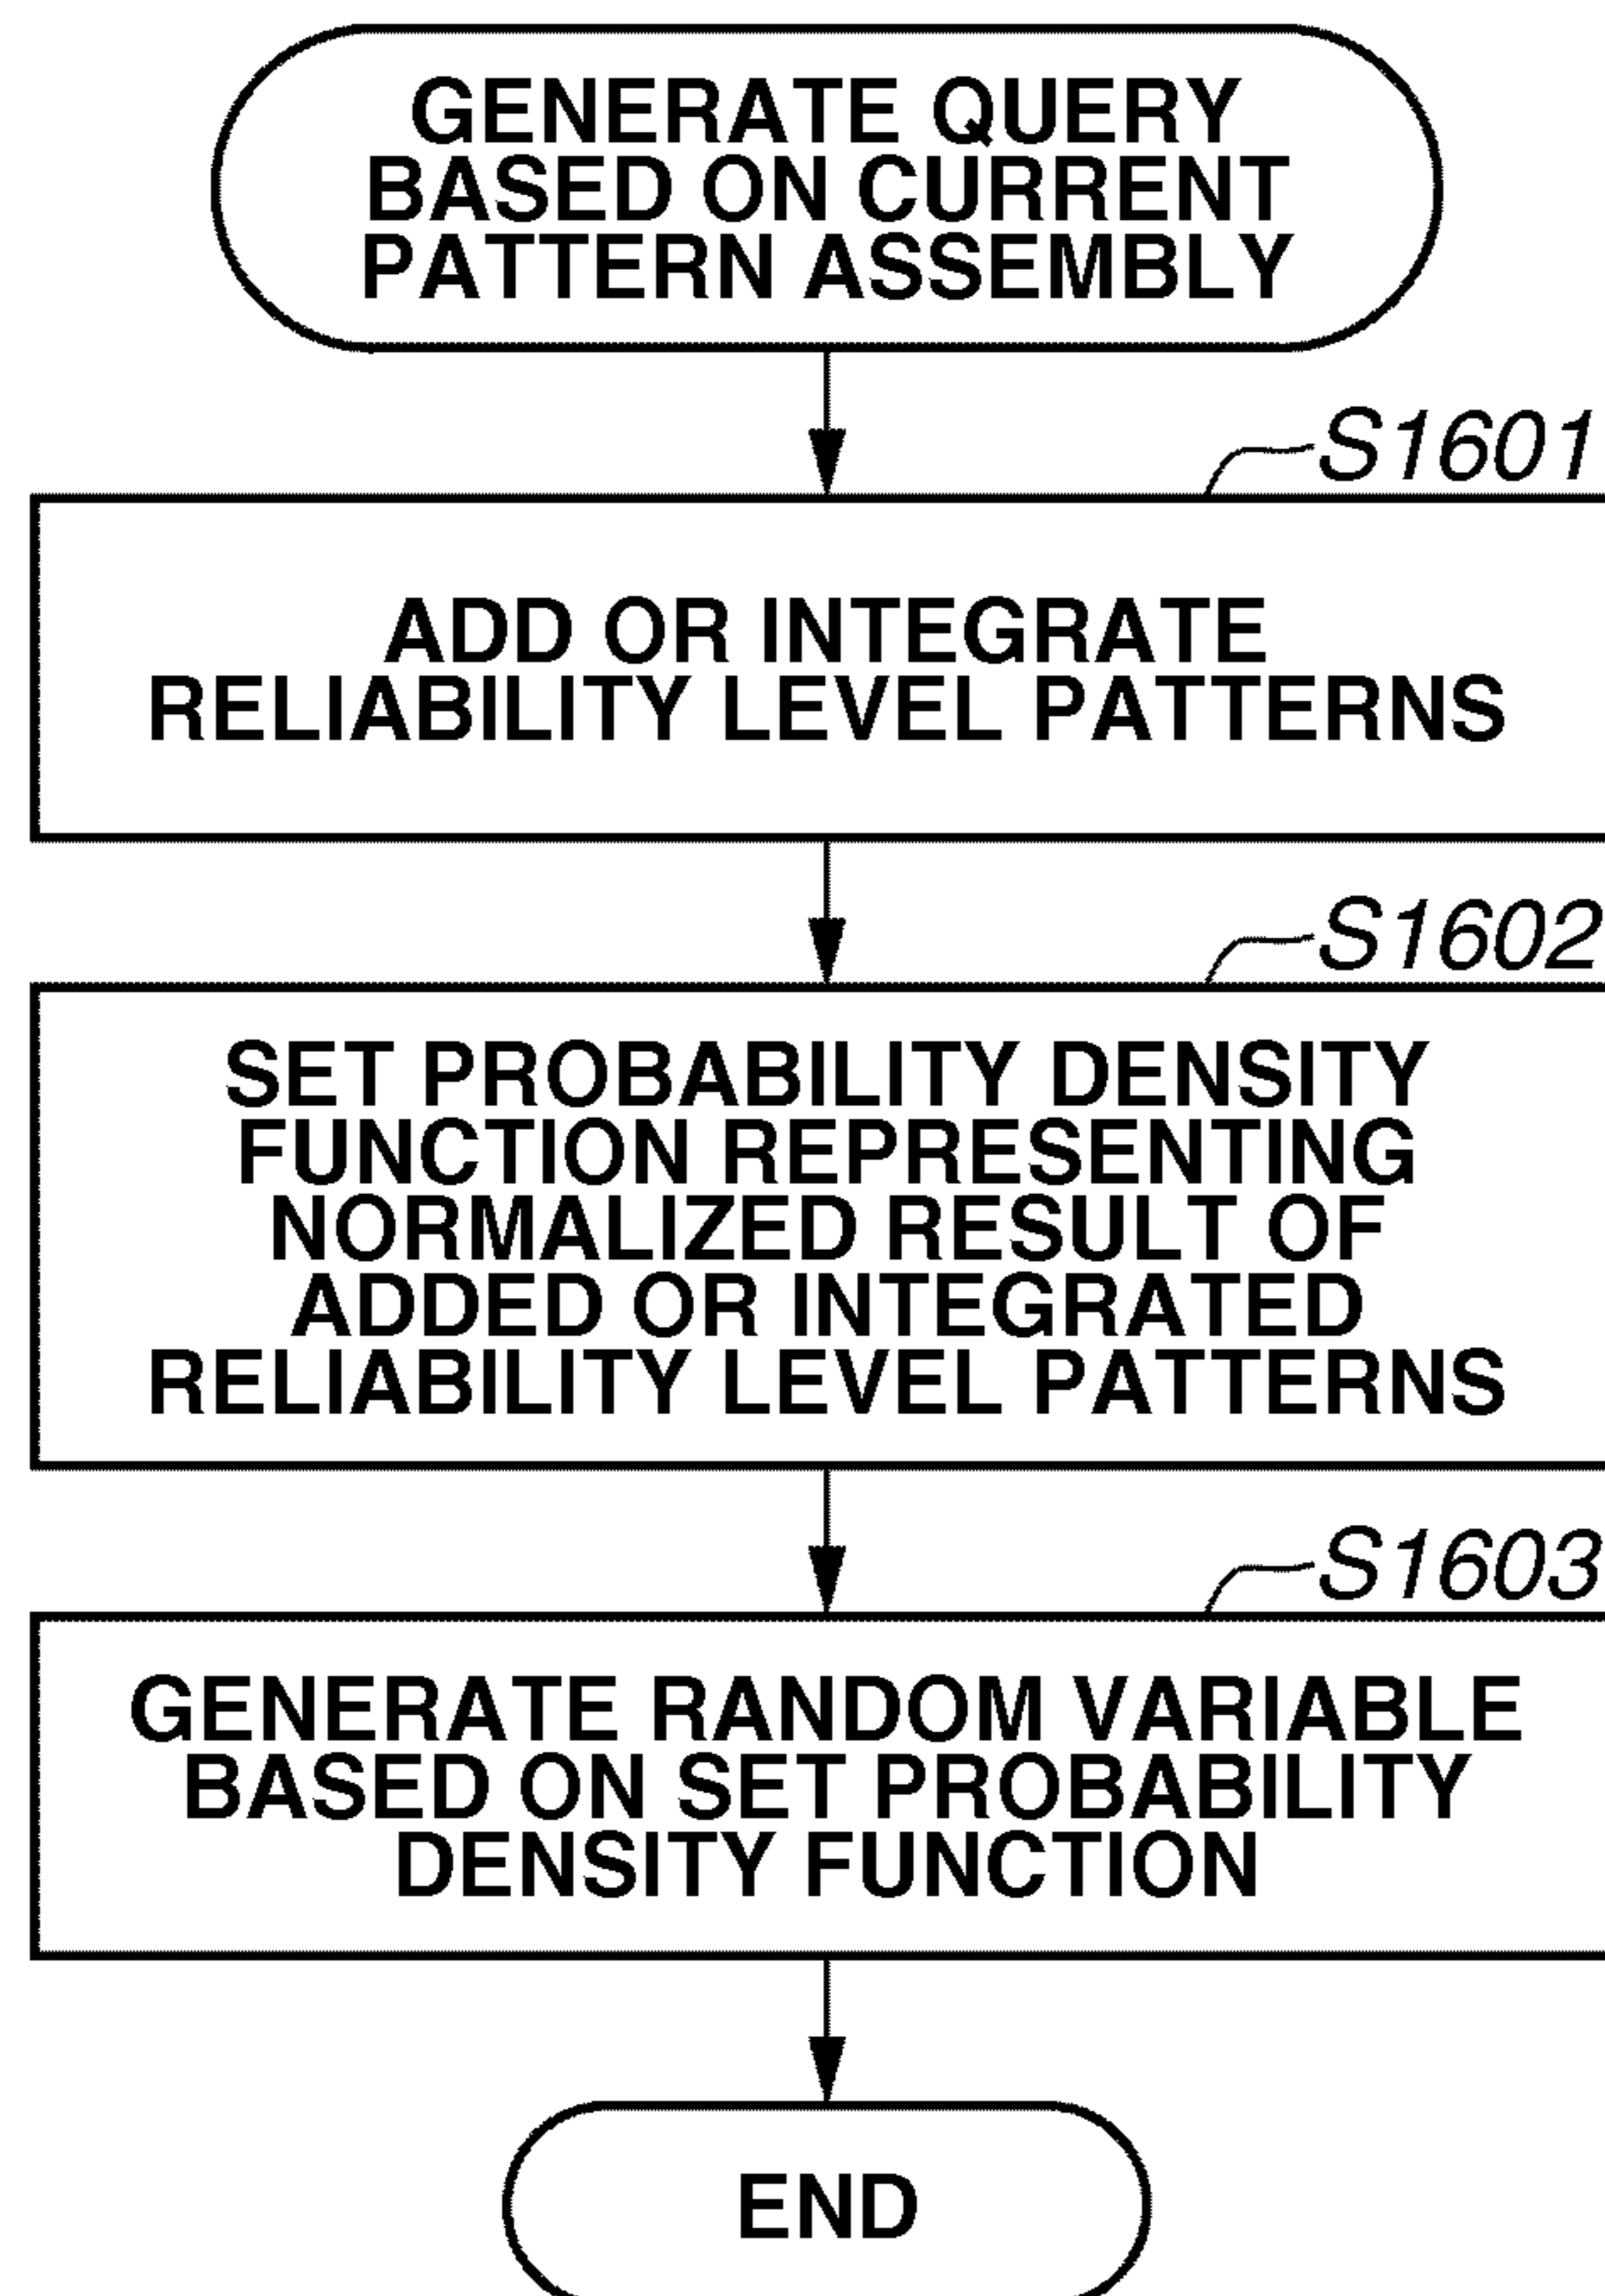 GENERATE QUERY
BASED ON CURRENT
PATTERN ASSEMBLY
S1601
ADD OR INTEGRATE
RELIABILITY LEVEL PATTERNS
S1602
SET PROBABILITY DENSITY
FUNCTION REPRESENTING
NORMALIZED RESULT OF
ADDED OR INTEGRATED
RELIABILITY LEVEL PATTERNS
S1603
GENERATE RANDOM VARIABLE
BASED ON SET PROBABILITY
DENSITY FUNCTION
END